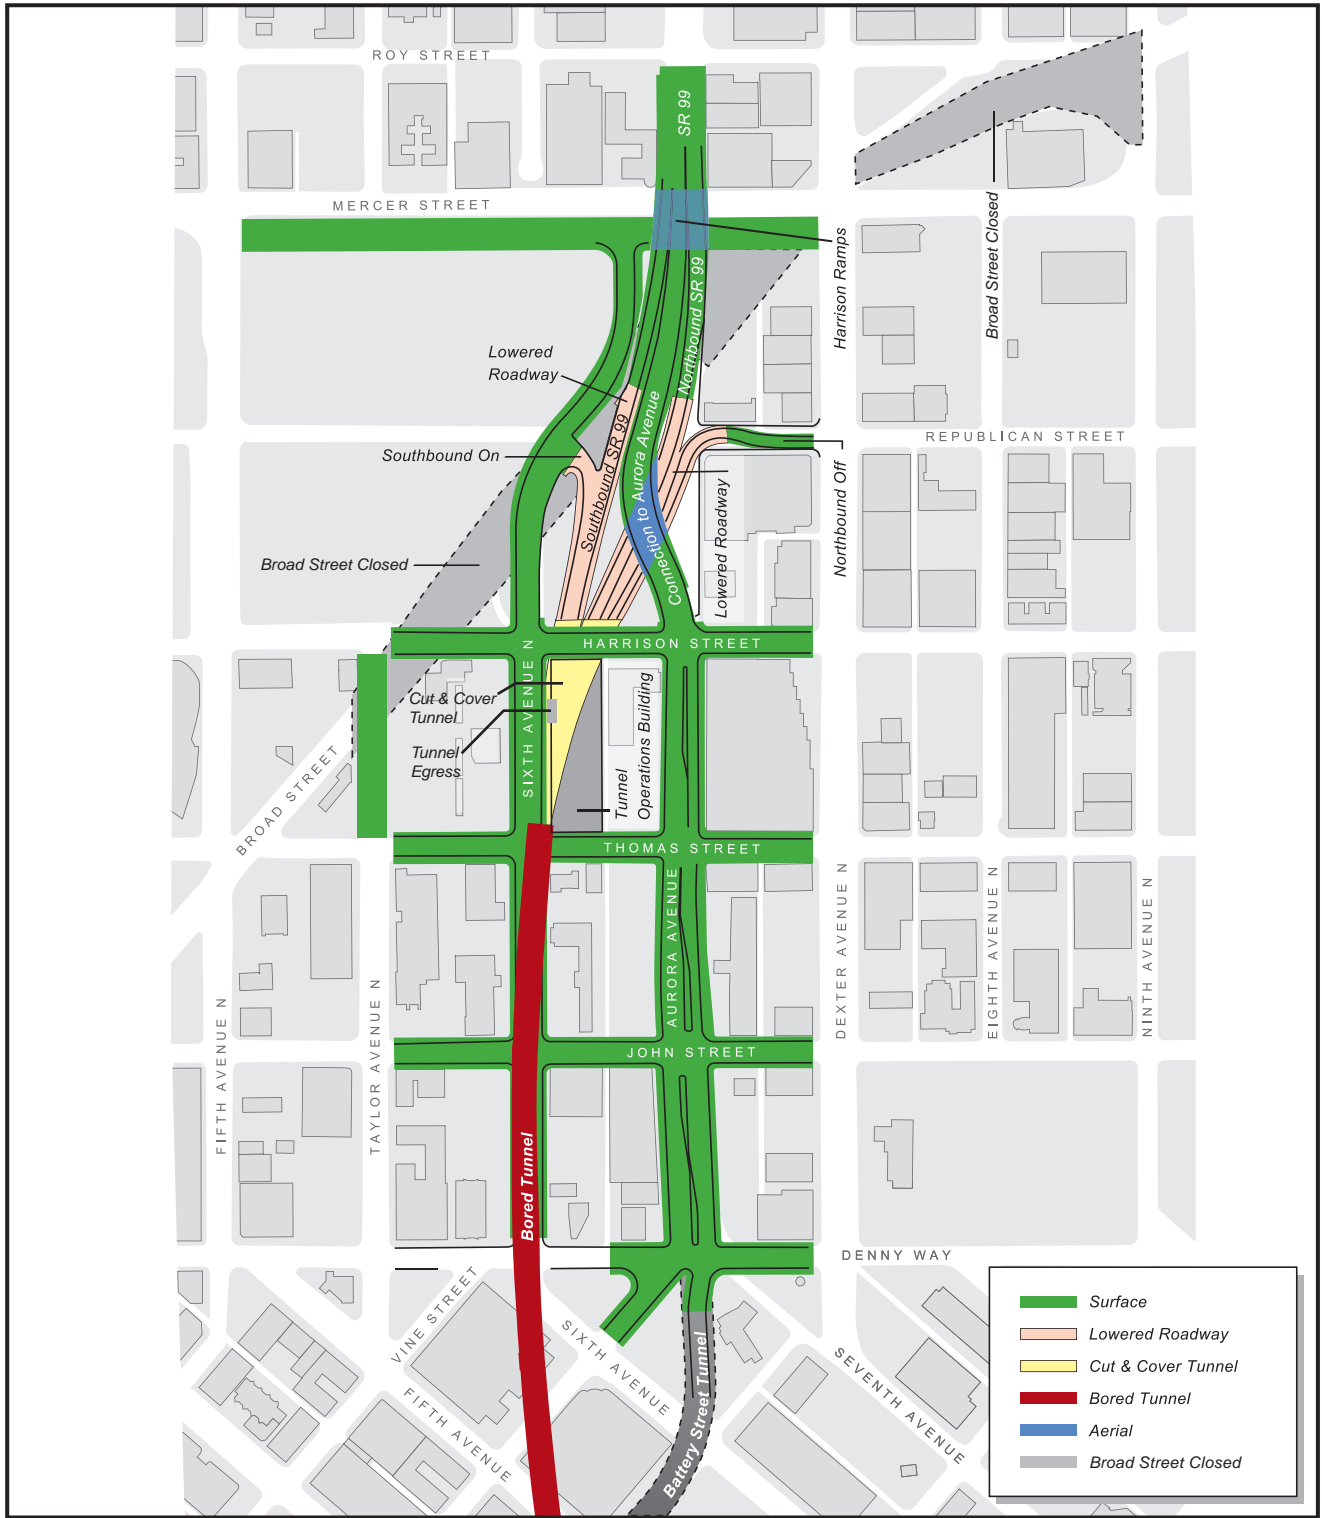 ROY STREET
SR 99
MERCER STREET
Harrison Ramps
Broad Street Closed
Northbound SR 99
Lowered
Roadway
Connection to Aurora Avenue
Southbound SR 99
REPUBLICAN STREET
Southbound On
Northbound Off
Lowered Roadway
Broad Street Closed
HARRISON STREET
SIXTH AVENUE N
Cut & Cover
Tunnel
Tunnel
Egress
Tunnel
Operations Building
BROAD STREET
THOMAS STREET
AURORA AVENUE
DEXTER AVENUE N
EIGHTH AVENUE N
NINTH AVENUE N
FIFTH AVENUE N
TAYLOR AVENUE N
JOHN STREET
Bored Tunnel
DENNY WAY
VINE STREET
SIXTH AVENUE
FIFTH AVENUE
SEVENTH AVENUE
Battery Street Tunnel
Surface
Lowered Roadway
Cut & Cover Tunnel
Bored Tunnel
Aerial
Broad Street Closed